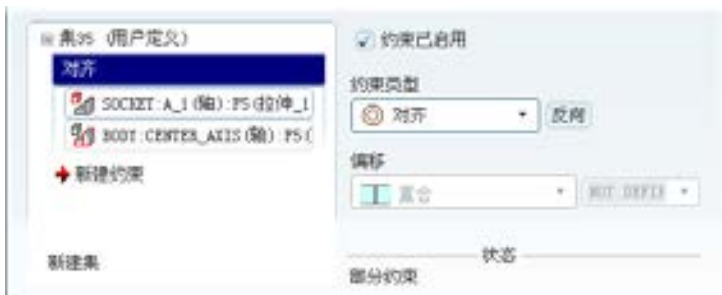 集35 (用户定义)
对齐
SOCKET:A_1(轴):F5(拉伸_1
BODY:CENTER_AXIS(轴):F5(
新建约束
新建集
约束已启用
约束类型
对齐
反向
偏移
重合
NOT DEFIN
状态
部分约束